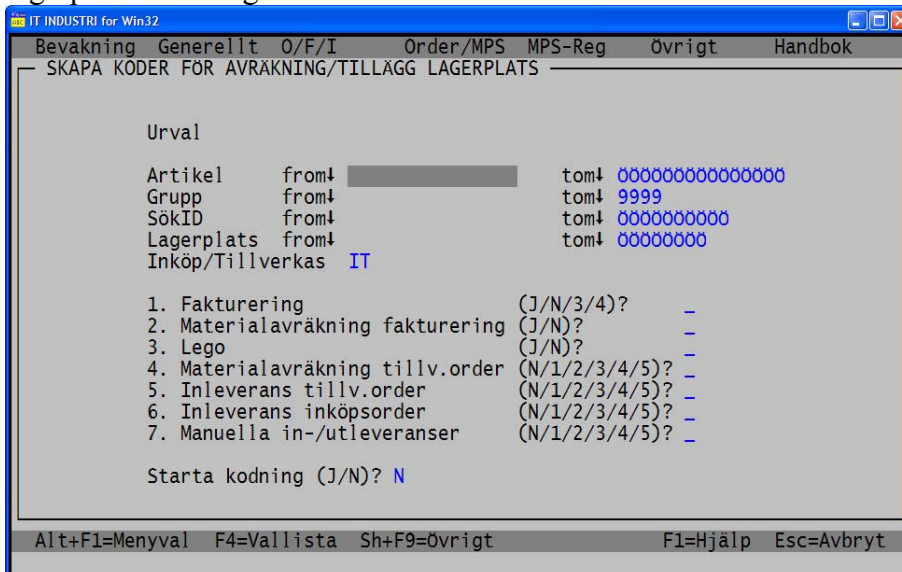 IT INDUSTRI for Win32
Bevakning Generellt O/F/I Order/MPS MPS-Reg Övrigt Handbok
SKAPA KODER FÖR AVRÄKNING/TILLÄGG LAGERPLATS
Urval
Artikel from↓ tom↓ ÖÖÖÖÖÖÖÖÖÖÖÖÖÖÖ
Grupp from↓ tom↓ 9999
SökID from↓ tom↓ ÖÖÖÖÖÖÖÖÖÖ
Lagerplats from↓ tom↓ ÖÖÖÖÖÖÖÖ
Inköp/Tillverkas IT
1. Fakturering (J/N/3/4)? _
2. Materialavräkning fakturering (J/N)? _
3. Lego (J/N)? _
4. Materialavräkning tillv.order (N/1/2/3/4/5)? _
5. Inleverans tillv.order (N/1/2/3/4/5)? _
6. Inleverans inköpsorder (N/1/2/3/4/5)? _
7. Manuella in-/utleveranser (N/1/2/3/4/5)? _
Starta kodning (J/N)? N
Alt+F1=Menyval F4=Vallista Sh+F9=Övrigt F1=Hjälp Esc=Avbryt